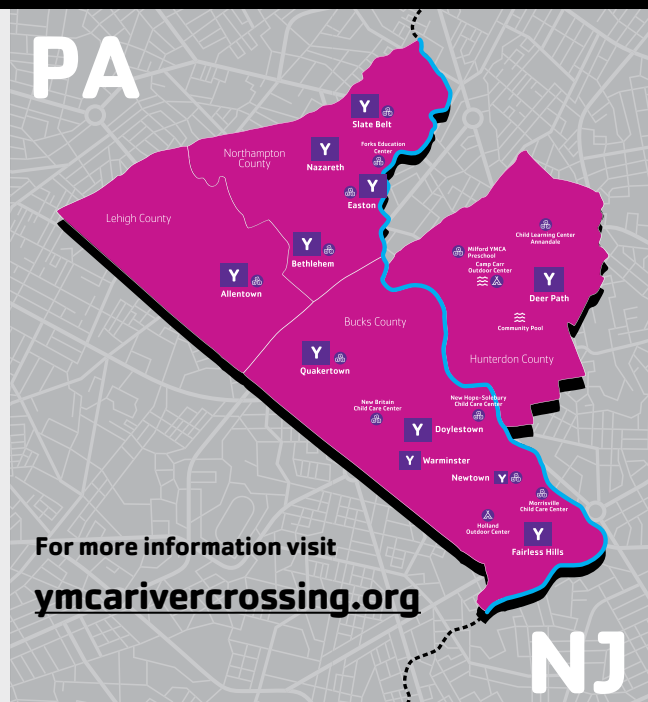 PA
Y
Slate Belt
Forks Education
Center
Northampton
County
Y
Nazareth
Y
Easton
Lehigh County
Child Learning Center
Annandale
Y
Bethlehem
Milford YMCA
Preschool
Camp Carr
Outdoor Center
Y
Allentown
Y
Deer Path
Bucks County
Community Pool
Y
Quakertown
Hunterdon County
New Britain
Child Care Center
New Hope-Solebury
Child Care Center
Y
Doylestown
Y
Warminster
Newtown
Y
Morrisville
Child Care Center
Holland
Outdoor Center
Y
Fairless Hills
For more information visit
ymcarivercrossing.org
NJ